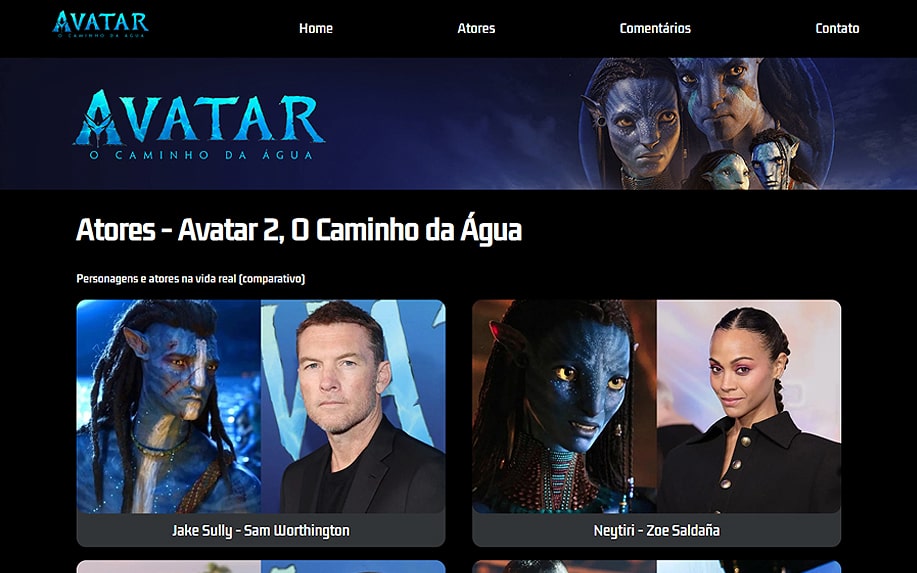 AVATAR
O CAMINHO DA ÁGUA
Home
Atores
Comentários
Contato
AVATAR
O CAMINHO DA ÁGUA
Atores - Avatar 2, O Caminho da Água
Personagens e atores na vida real (comparativo)
Jake Sully - Sam Worthington
Neytiri - Zoe Saldaña